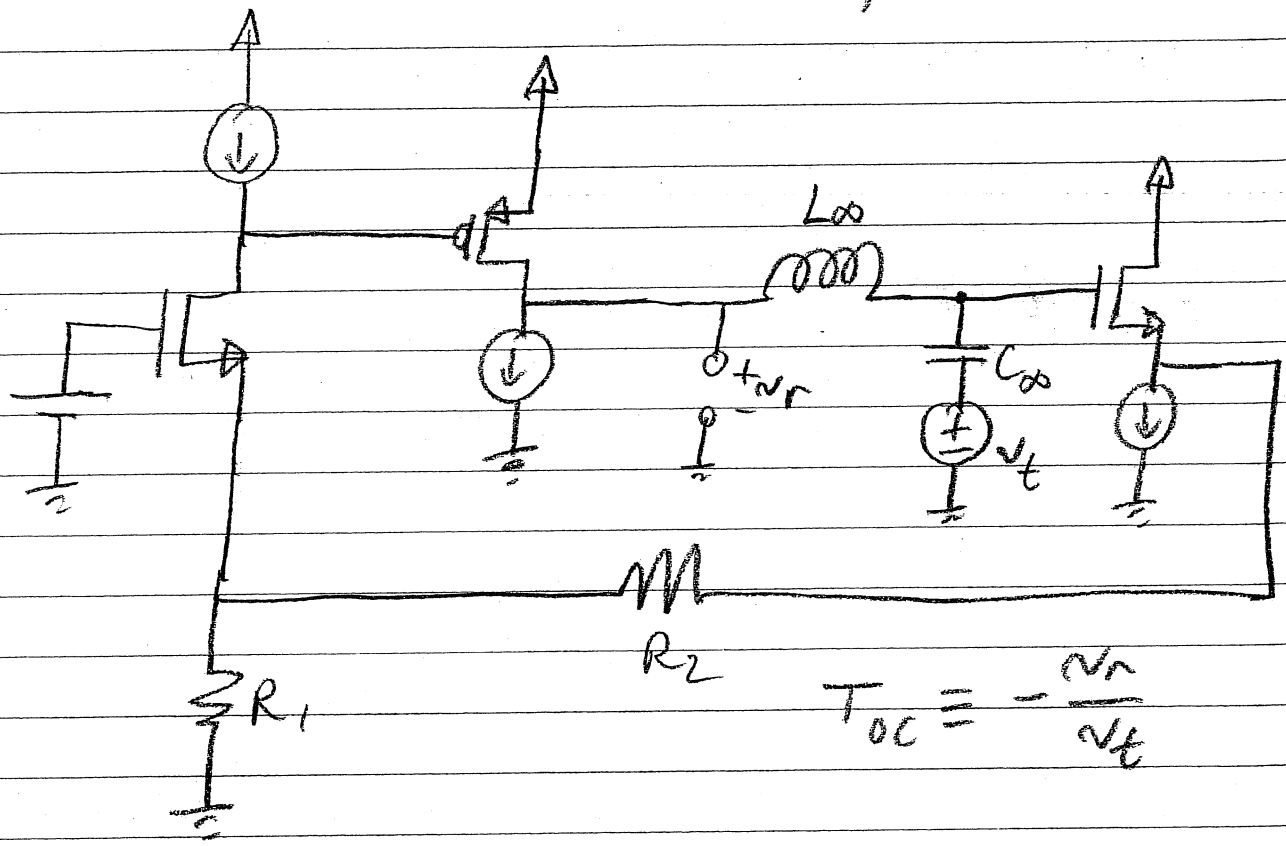 L∞
+
vr
-
C∞
+
-
vt
R2
R1
TOC ≡ - vr / vt